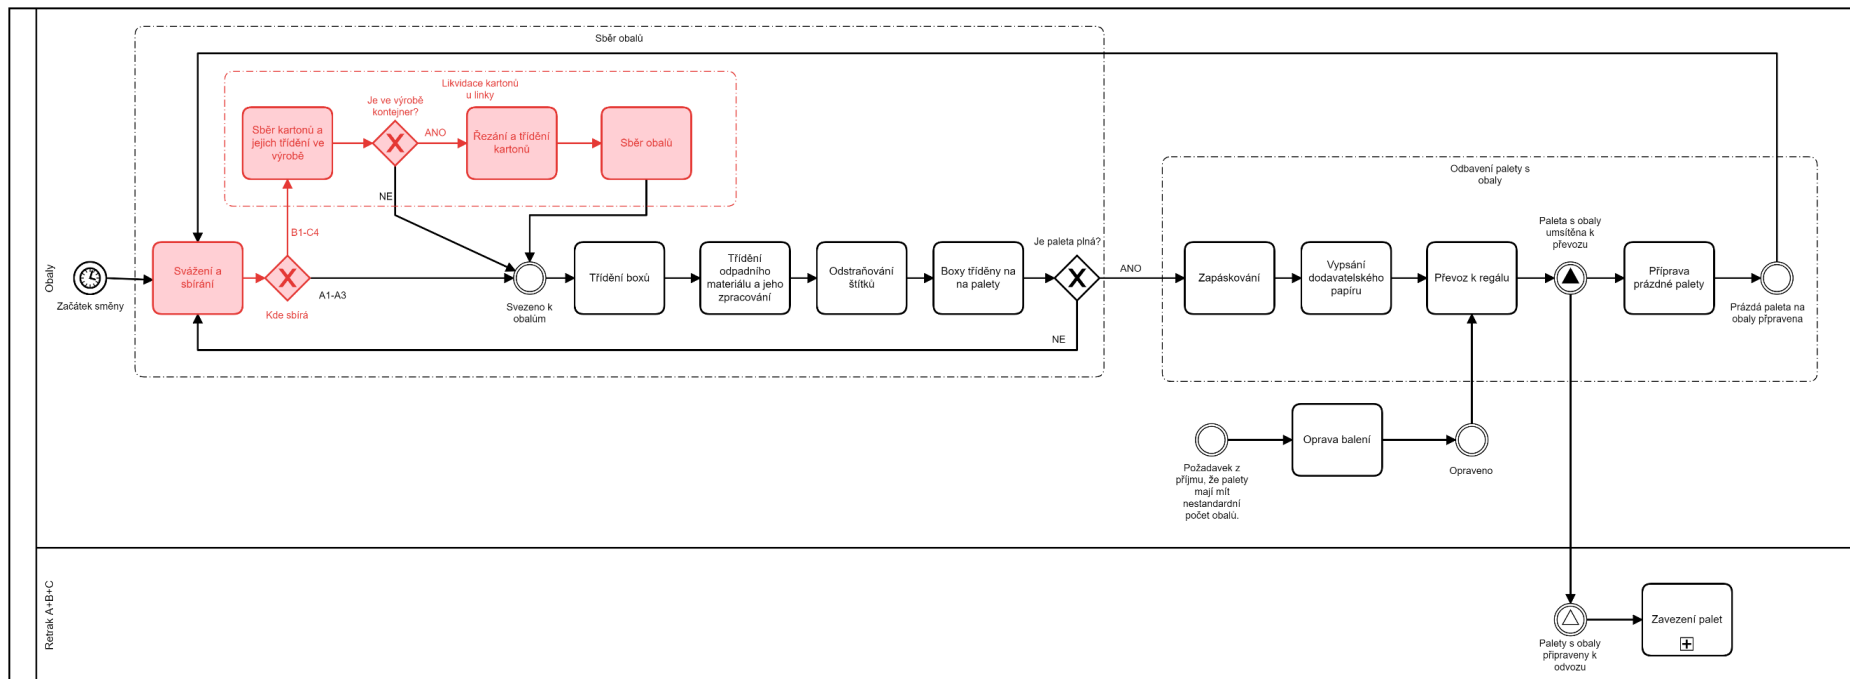 Sběr obalů
Likvidace kartonů
u linky
Je ve výrobě
kontejner?
Sběr kartonů a
jejich třídění ve
výrobě
ANO
Řezání a třídění
kartonů
Sběr obalů
NE
B1-C4
Obaly
Začátek směny
Svážení a
sbírání
Kde sbírá
A1-A3
Svezeno k
obalům
Třídění boxů
Třídění
odpadního
materiálu a jeho
zpracování
Odstraňování
štítků
Boxy tříděny na
na palety
Je paleta plná?
ANO
NE
Odbavení palety s
obaly
Zapáskování
Vypsání
dodavatelského
papíru
Převoz k regálu
Paleta s obaly
umsítěna k
převozu
Příprava
prázdné palety
Prázdá paleta na
obaly přpravena
Požadavek z
příjmu, že palety
mají mít
nestandardní
počet obalů.
Oprava balení
Opraveno
Retrak A+B+C
Palety s obaly
připraveny k
odvozu
Zavezení palet